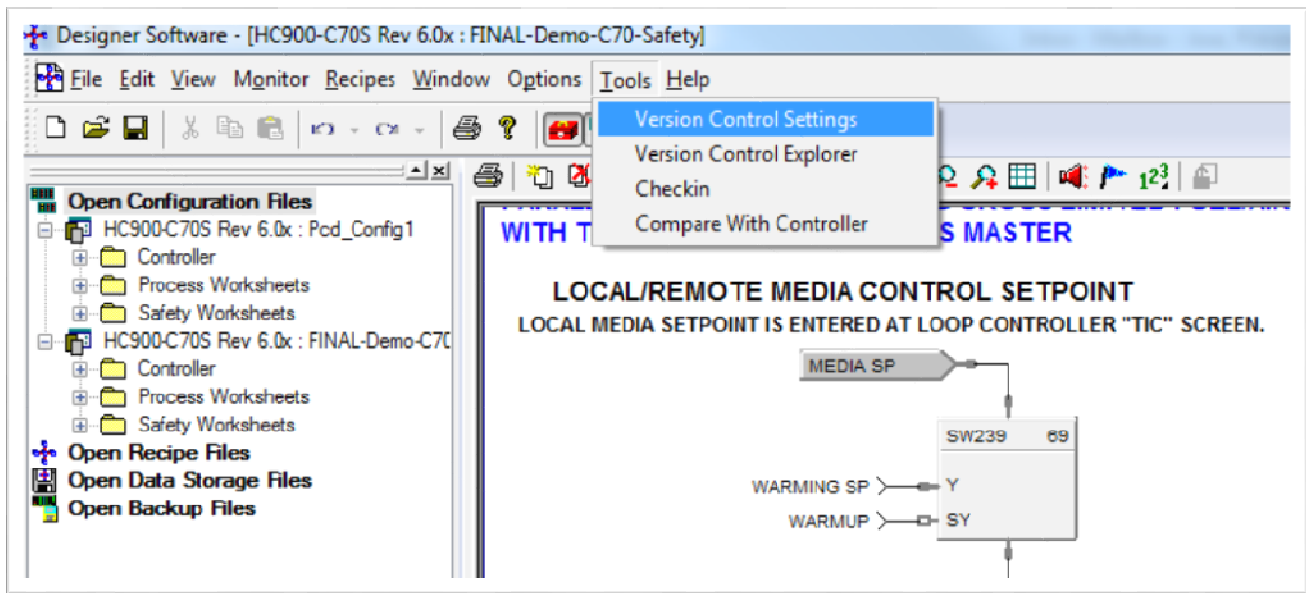 Designer Software - [HC900-C70S Rev 6.0x : FINAL-Demo-C70-Safety]
File Edit View Monitor Recipes Window Options Tools Help
Version Control Settings
Version Control Explorer
Checkin
Compare With Controller
Open Configuration Files
HC900-C70S Rev 6.0x : Pcd_Config1
Controller
Process Worksheets
Safety Worksheets
HC900-C70S Rev 6.0x : FINAL-Demo-C70
Controller
Process Worksheets
Safety Worksheets
Open Recipe Files
Open Data Storage Files
Open Backup Files
123
WITH T S MASTER
LOCAL/REMOTE MEDIA CONTROL SETPOINT
LOCAL MEDIA SETPOINT IS ENTERED AT LOOP CONTROLLER "TIC" SCREEN.
MEDIA SP
SW239 69
WARMING SP Y
WARMUP SY